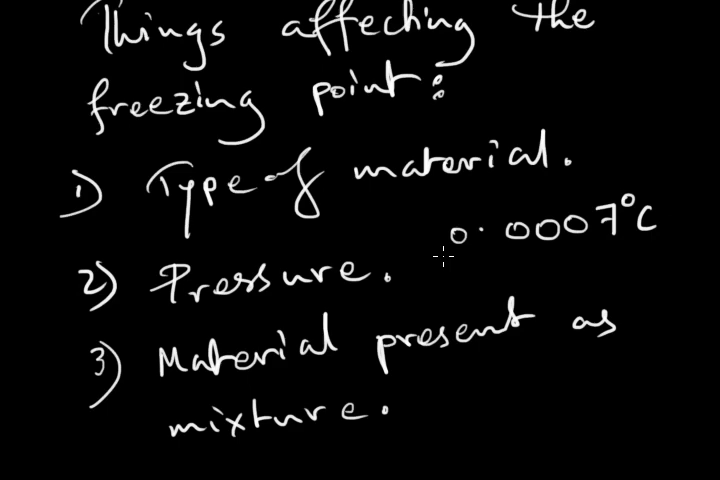 Things affecting the
freezing point:
1) Type of material.
0.0007°C
2) Pressure.
3) Material present as
mixture.